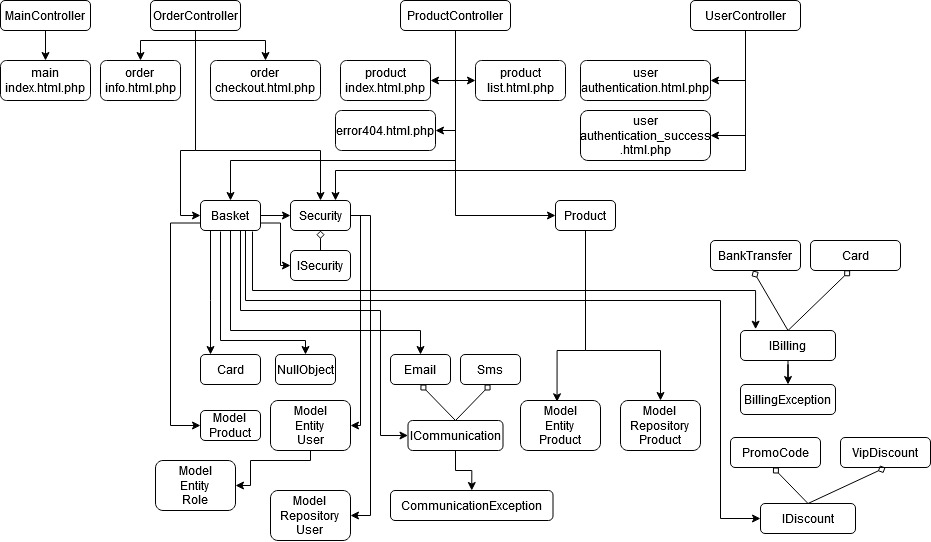 MainController
OrderController
ProductController
UserController
main
index.html.php
order
info.html.php
order
checkout.html.php
product
index.html.php
product
list.html.php
user
authentication.html.php
error404.html.php
user
authentication_success
.html.php
Basket
Security
Product
ISecurity
BankTransfer
Card
IBilling
BillingException
Card
NullObject
Email
Sms
Model
Product
Model
Entity
User
ICommunication
Model
Entity
Product
Model
Repository
Product
PromoCode
VipDiscount
Model
Entity
Role
Model
Repository
User
CommunicationException
IDiscount